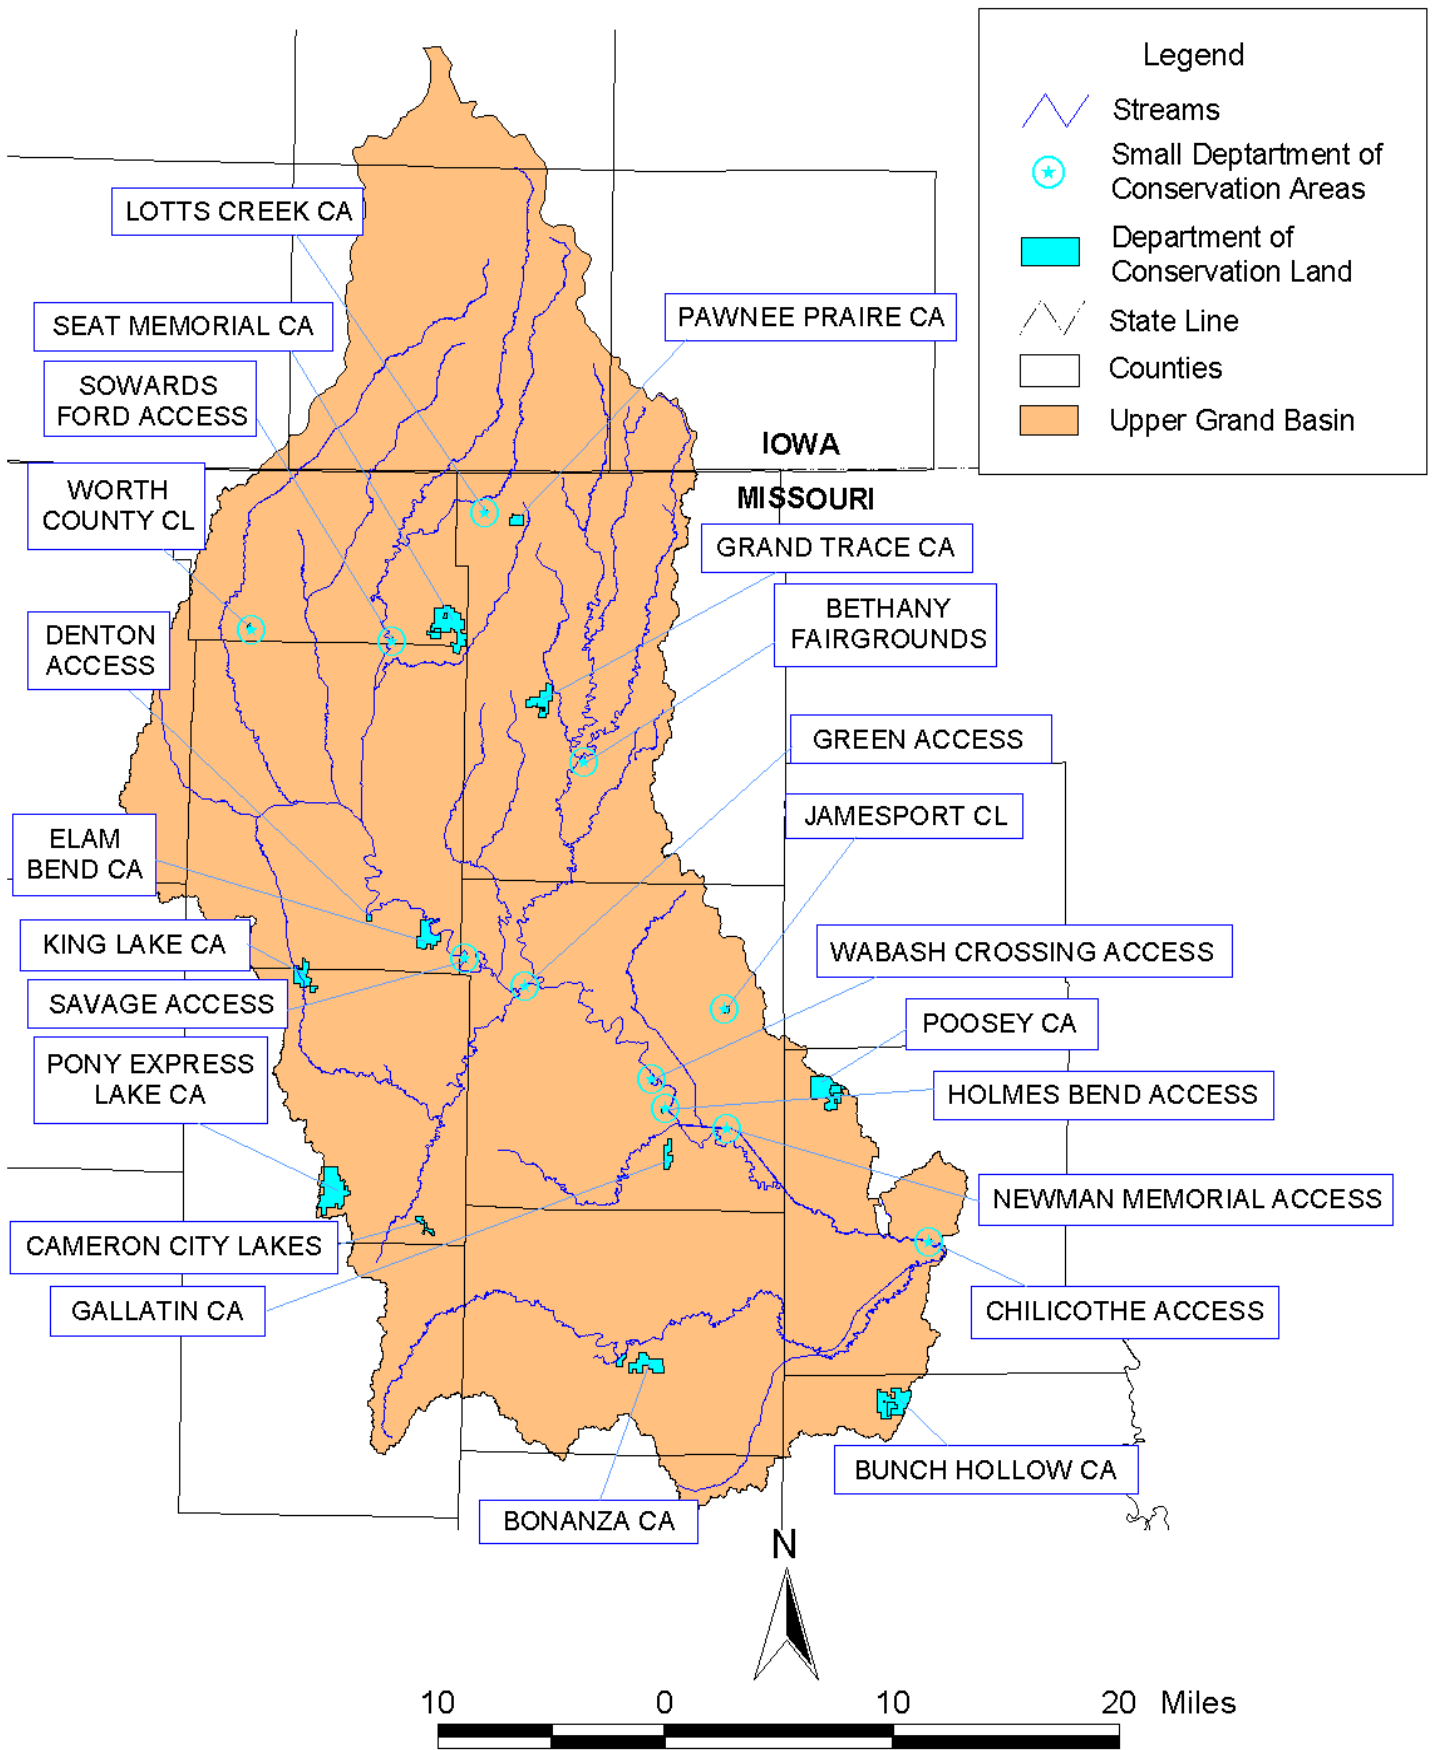 Legend
Streams
Small Deptartment of
Conservation Areas
Department of
Conservation Land
State Line
Counties
Upper Grand Basin
LOTTS CREEK CA
SEAT MEMORIAL CA
PAWNEE PRAIRE CA
SOWARDS
FORD ACCESS
IOWA
MISSOURI
WORTH
COUNTY CL
GRAND TRACE CA
BETHANY
FAIRGROUNDS
DENTON
ACCESS
GREEN ACCESS
JAMESPORT CL
ELAM
BEND CA
KING LAKE CA
WABASH CROSSING ACCESS
SAVAGE ACCESS
POOSEY CA
PONY EXPRESS
LAKE CA
HOLMES BEND ACCESS
NEWMAN MEMORIAL ACCESS
CAMERON CITY LAKES
GALLATIN CA
CHILICOTHE ACCESS
BUNCH HOLLOW CA
BONANZA CA
N
10 0 10 20 Miles